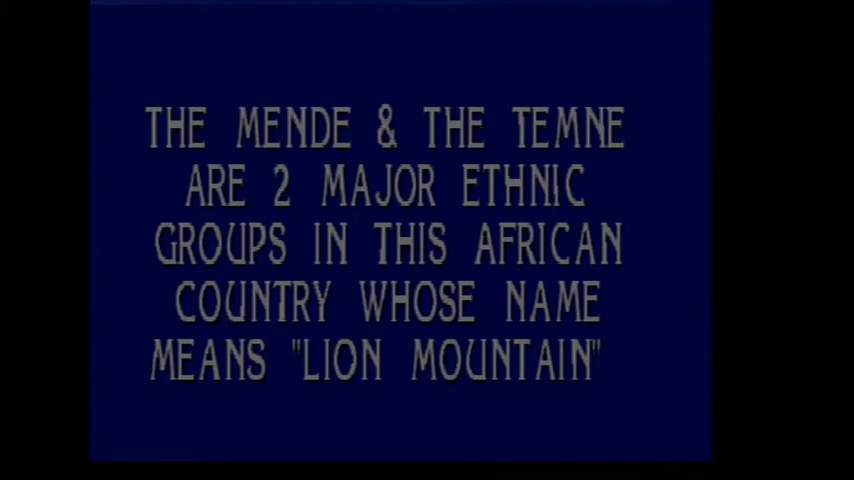 THE MENDE & THE TEMNE
ARE 2 MAJOR ETHNIC
GROUPS IN THIS AFRICAN
COUNTRY WHOSE NAME
MEANS "LION MOUNTAIN"